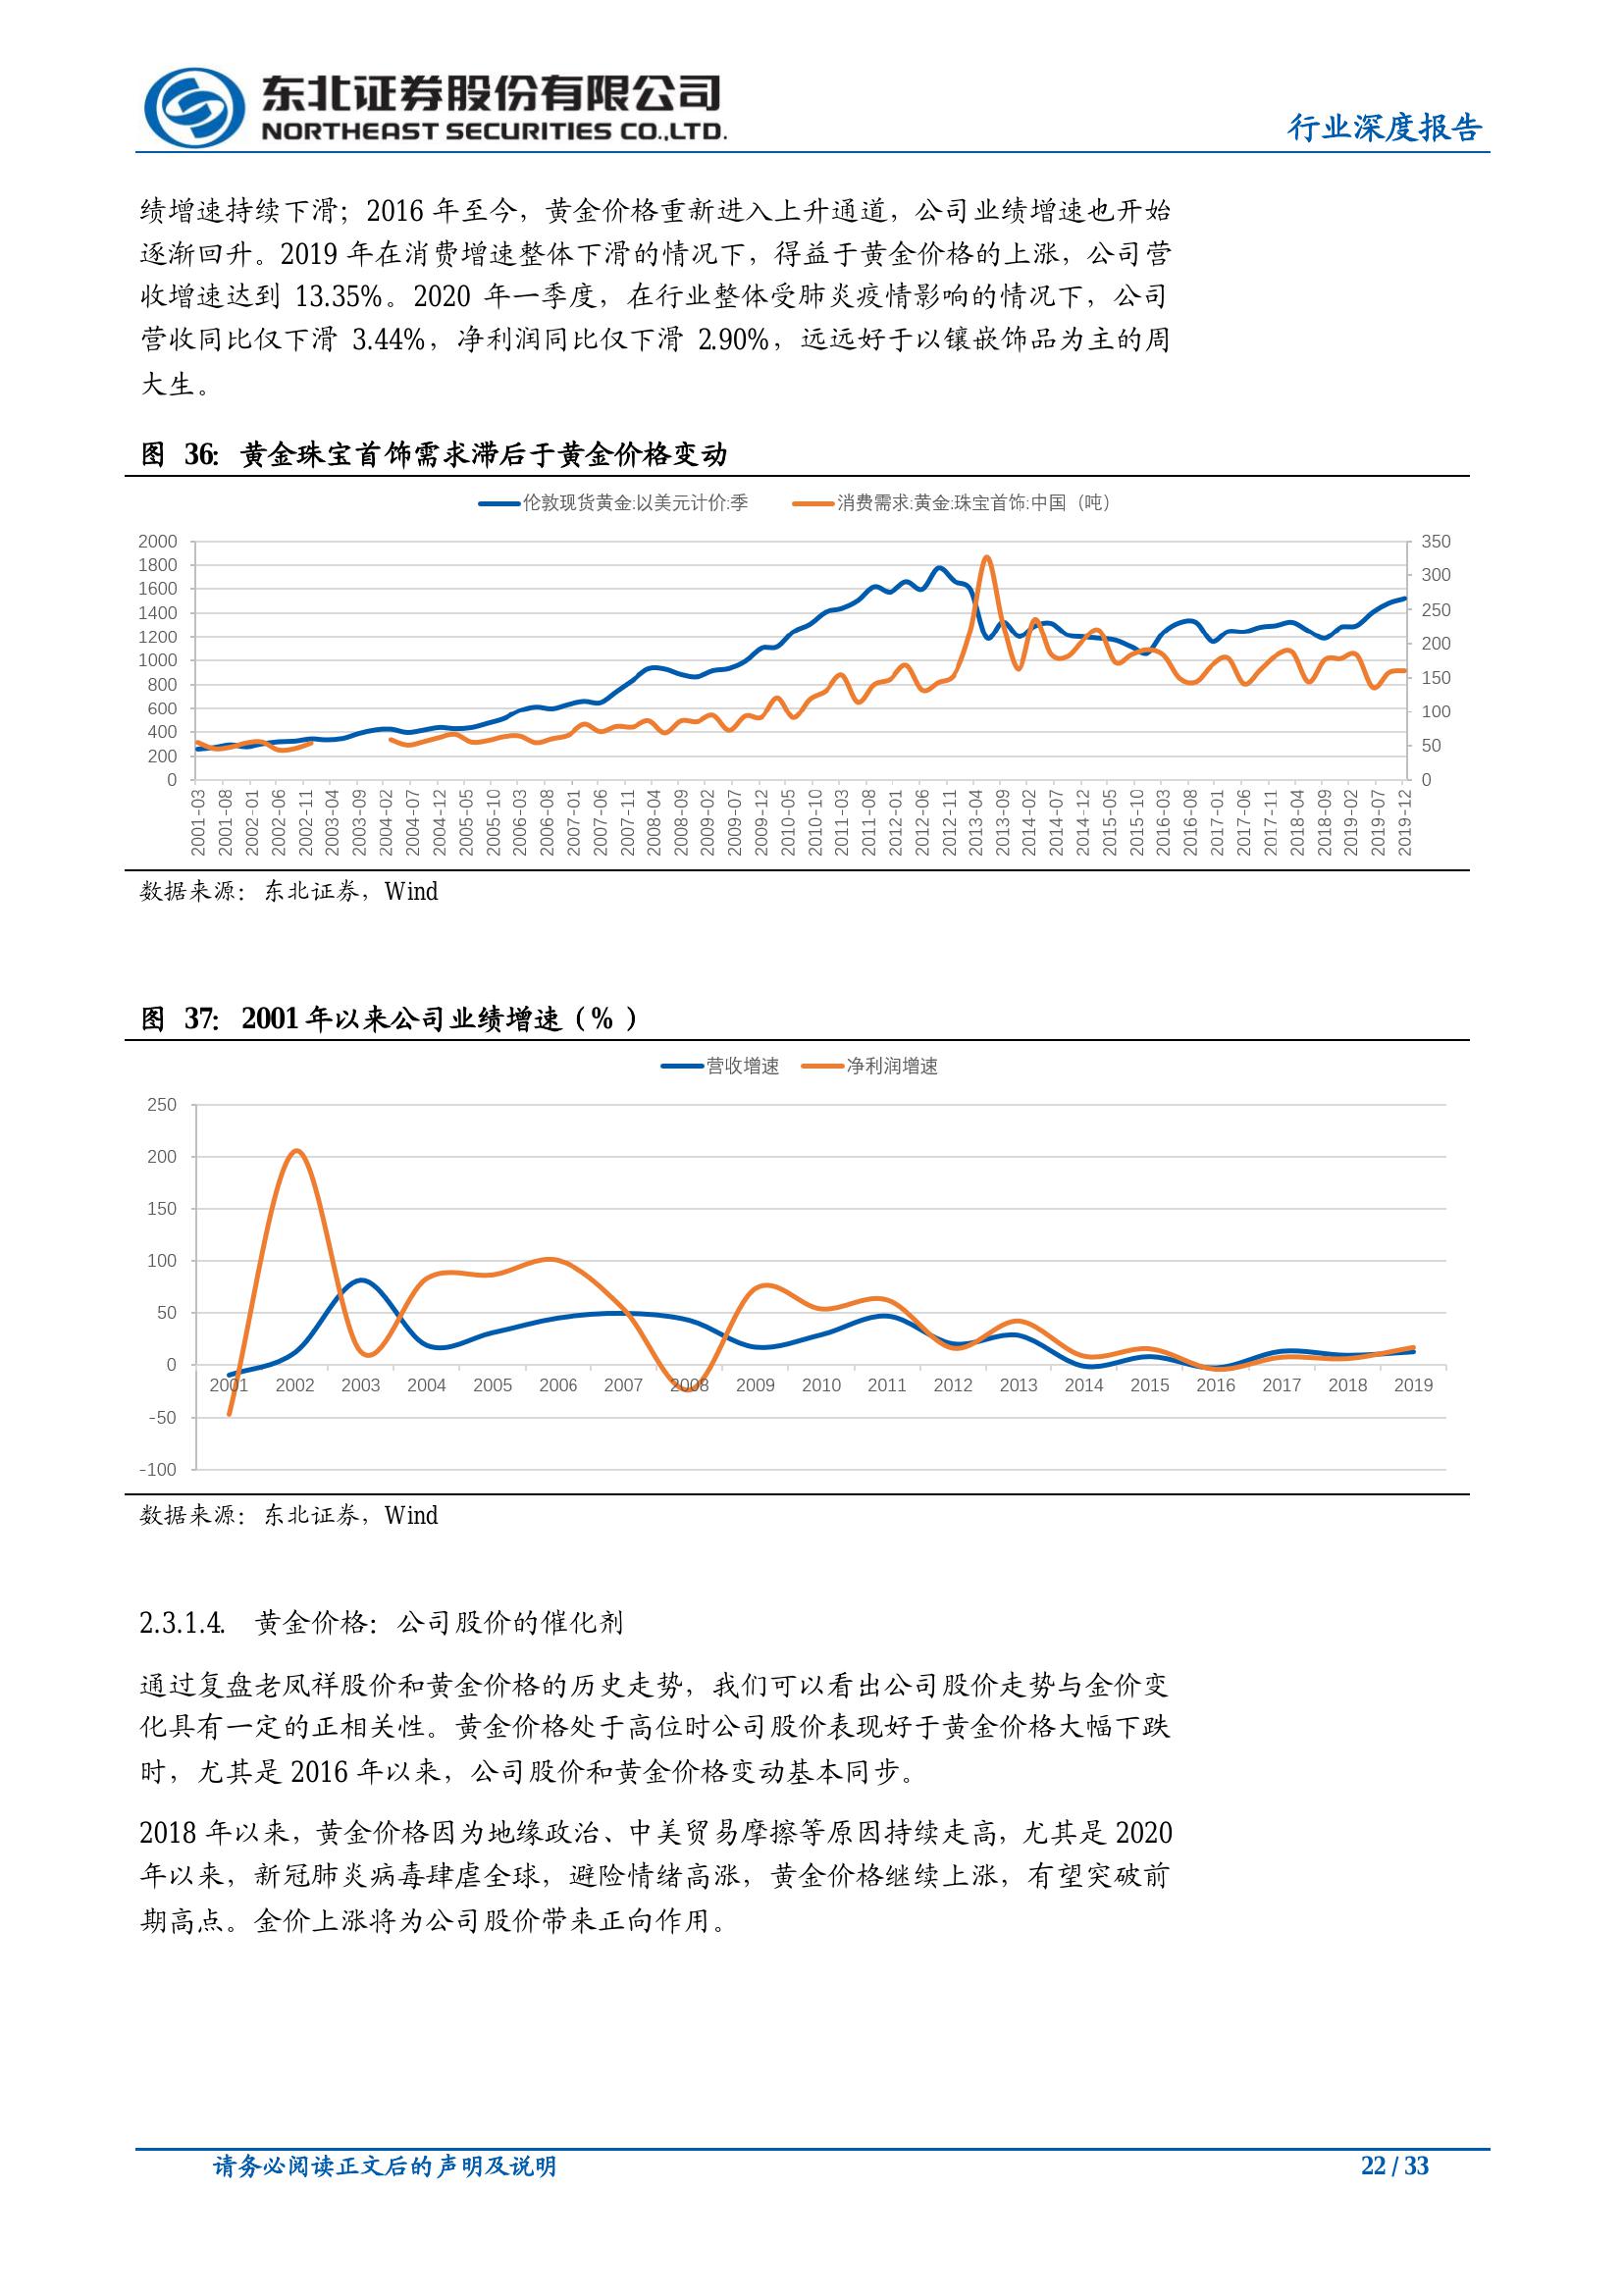 东北证券股份有限公司
NORTHEAST SECURITIES CO.,LTD.
行业深度报告
绩增速持续下滑；2016 年至今，黄金价格重新进入上升通道，公司业绩增速也开始
逐渐回升。2019 年在消费增速整体下滑的情况下，得益于黄金价格的上涨，公司营
收增速达到 13.35%。2020 年一季度，在行业整体受肺炎疫情影响的情况下，公司
营收同比仅下滑 3.44%，净利润同比仅下滑 2.90%，远远好于以镶嵌饰品为主的周
大生。
图 36：黄金珠宝首饰需求滞后于黄金价格变动
伦敦现货黄金:以美元计价:季 消费需求:黄金:珠宝首饰:中国（吨）
2000 350
1800 300
1600
1400 250
1200 200
1000
800 150
600 100
400
200 50
0 0
2001-03 2001-08 2002-01 2002-06 2002-11 2003-04 2003-09 2004-02 2004-07 2004-12 2005-05 2005-10 2006-03 2006-08 2007-01 2007-06 2007-11 2008-04 2008-09 2009-02 2009-07 2009-12 2010-05 2010-10 2011-03 2011-08 2012-01 2012-06 2012-11 2013-04 2013-09 2014-02 2014-07 2014-12 2015-05 2015-10 2016-03 2016-08 2017-01 2017-06 2017-11 2018-04 2018-09 2019-02 2019-07 2019-12
数据来源：东北证券，Wind
图 37：2001 年以来公司业绩增速（%）
营收增速 净利润增速
250
200
150
100
50
0
2001 2002 2003 2004 2005 2006 2007 2008 2009 2010 2011 2012 2013 2014 2015 2016 2017 2018 2019
-50
-100
数据来源：东北证券，Wind
2.3.1.4. 黄金价格：公司股价的催化剂
通过复盘老凤祥股价和黄金价格的历史走势，我们可以看出公司股价走势与金价变
化具有一定的正相关性。黄金价格处于高位时公司股价表现好于黄金价格大幅下跌
时，尤其是 2016 年以来，公司股价和黄金价格变动基本同步。
2018 年以来，黄金价格因为地缘政治、中美贸易摩擦等原因持续走高，尤其是 2020
年以来，新冠肺炎病毒肆虐全球，避险情绪高涨，黄金价格继续上涨，有望突破前
期高点。金价上涨将为公司股价带来正向作用。
请务必阅读正文后的声明及说明 22 / 33